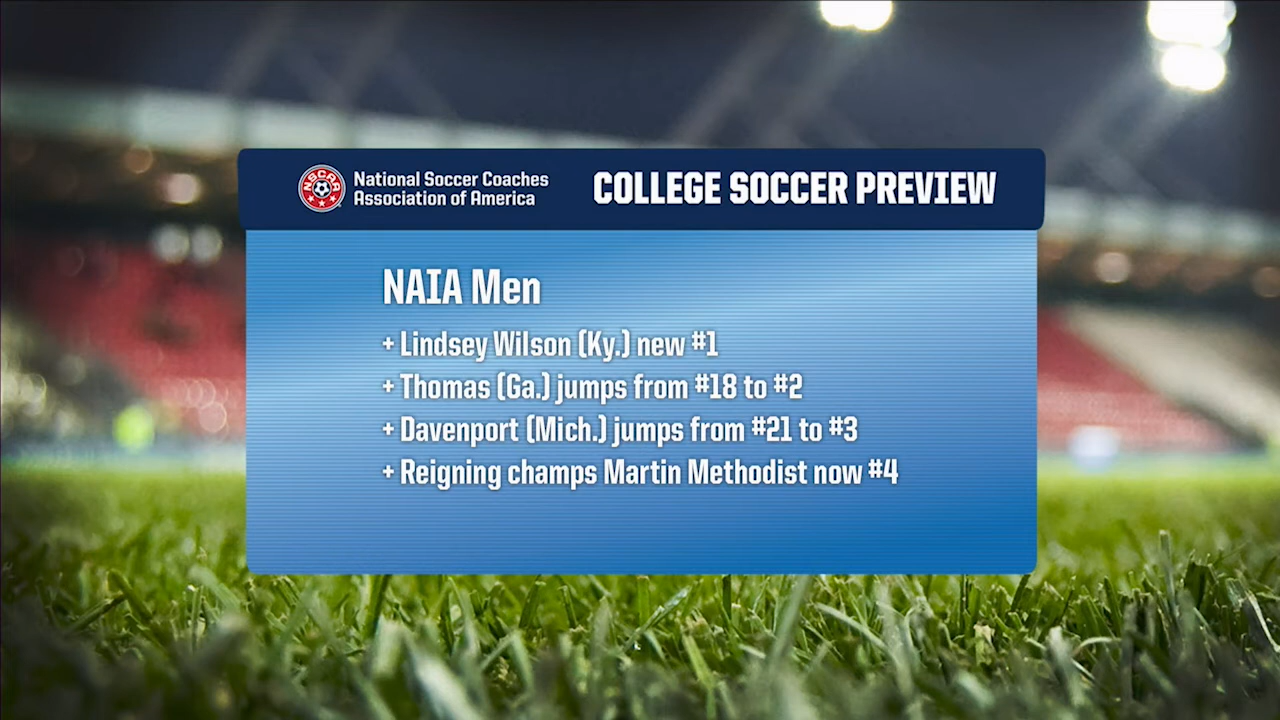 NSCAA
National Soccer Coaches
Association of America
COLLEGE SOCCER PREVIEW
NAIA Men
+ Lindsey Wilson (Ky.) new #1
+ Thomas (Ga.) jumps from #18 to #2
+ Davenport (Mich.) jumps from #21 to #3
+ Reigning champs Martin Methodist now #4